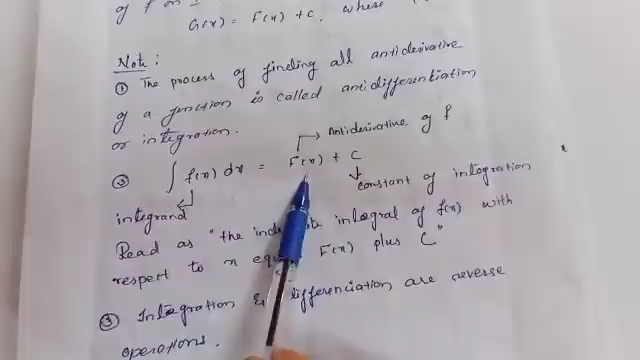 of f on I
G(x) = F(x) + C, where
Note :
① The process of finding all antiderivative
of a function is called antidifferentiation
or integration.
Antiderivative of f
② ∫ f(x) dx = F(x) + C
constant of integration
integrand
Read as "the integral of f(x) with
respect to x F(x) plus C"
③ Integration & differenciation are reverse
operations.